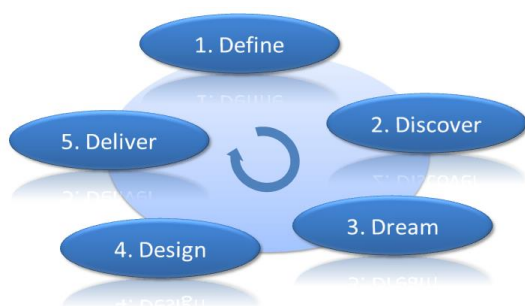 1. Define
2. Discover
3. Dream
4. Design
5. Deliver